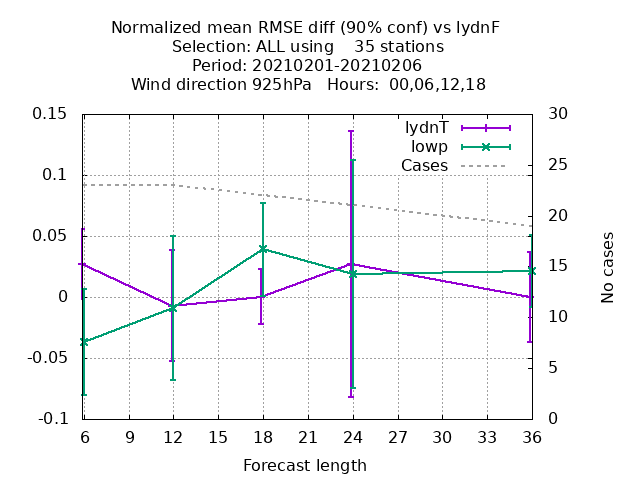 Normalized mean RMSE diff (90% conf) vs lydnF
Selection: ALL using    35 stations
Period: 20210201-20210206
Wind direction 925hPa   Hours:  00,06,12,18
0.15
0.1
0.05
0
-0.05
-0.1
30
25
20
15
10
5
0
lydnT
lowp
Cases
No cases
6 9 12 15 18 21 24 27 30 33 36
Forecast length